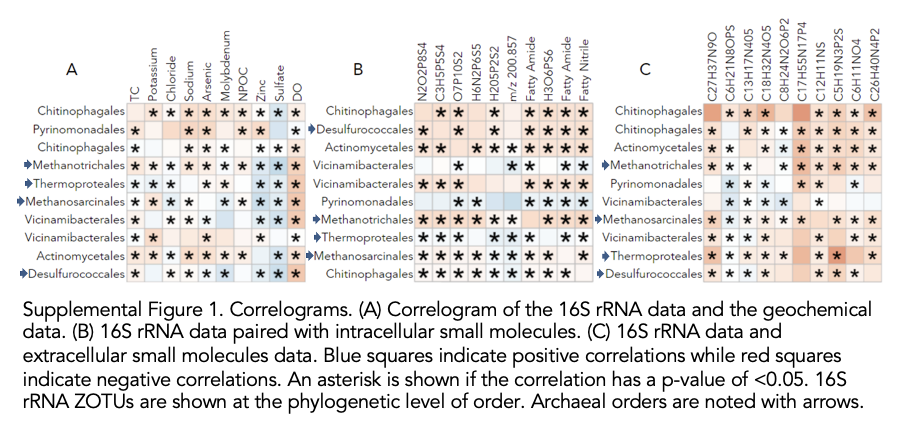 A
TC
Potassium
Chloride
Sodium
Arsenic
Molybdenum
NPOC
Zinc
Sulfate
DO
Chitinophagales
Pyrinomonadales
Chitinophagales
Methanotrichales
Thermoproteales
Methanosarcinales
Vicinamibacterales
Vicinamibacterales
Actinomycetales
Desulfurococcales
B
N2O2P8S4
C3H5P5S4
O7P10S2
H6N2P6S5
H2O5P2S2
m/z 200.857
Fatty Amide
H3O6PS6
Fatty Amide
Fatty Nitrile
Chitinophagales
Desulfurococcales
Actinomycetales
Vicinamibacterales
Vicinamibacterales
Pyrinomonadales
Methanotrichales
Thermoproteales
Methanosarcinales
Chitinophagales
C
C27H37N9O
C6H21N8OPS
C13H17N4O5
C18H32N4O5
C8H24N2O6P2
C17H55N17P4
C12H11NS
C5H19N3P2S
C6H11NO4
C26H40N4P2
Chitinophagales
Chitinophagales
Actinomycetales
Methanotrichales
Pyrinomonadales
Vicinamibacterales
Methanosarcinales
Vicinamibacterales
Thermoproteales
Desulfurococcales
Supplemental Figure 1. Correlograms. (A) Correlogram of the 16S rRNA data and the geochemical
data. (B) 16S rRNA data paired with intracellular small molecules. (C) 16S rRNA data and
extracellular small molecules data. Blue squares indicate positive correlations while red squares
indicate negative correlations. An asterisk is shown if the correlation has a p-value of <0.05. 16S
rRNA ZOTUs are shown at the phylogenetic level of order. Archaeal orders are noted with arrows.